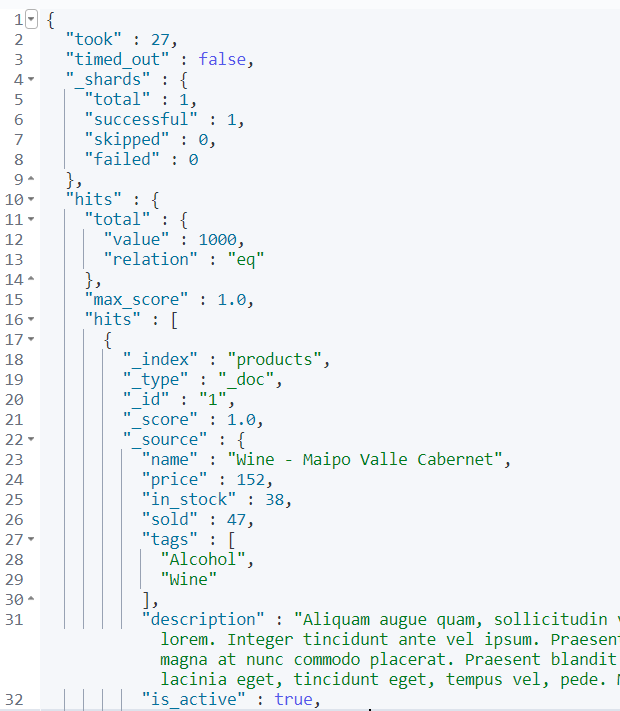 1 {
2 "took" : 27,
3 "timed_out" : false,
4 "_shards" : {
5 "total" : 1,
6 "successful" : 1,
7 "skipped" : 0,
8 "failed" : 0
9 },
10 "hits" : {
11 "total" : {
12 "value" : 1000,
13 "relation" : "eq"
14 },
15 "max_score" : 1.0,
16 "hits" : [
17 {
18 "_index" : "products",
19 "_type" : "_doc",
20 "_id" : "1",
21 "_score" : 1.0,
22 "_source" : {
23 "name" : "Wine - Maipo Valle Cabernet",
24 "price" : 152,
25 "in_stock" : 38,
26 "sold" : 47,
27 "tags" : [
28 "Alcohol",
29 "Wine"
30 ],
31 "description" : "Aliquam augue quam, sollicitudin
lorem. Integer tincidunt ante vel ipsum. Praesent
magna at nunc commodo placerat. Praesent blandit
lacinia eget, tincidunt eget, tempus vel, pede.
32 "is_active" : true,